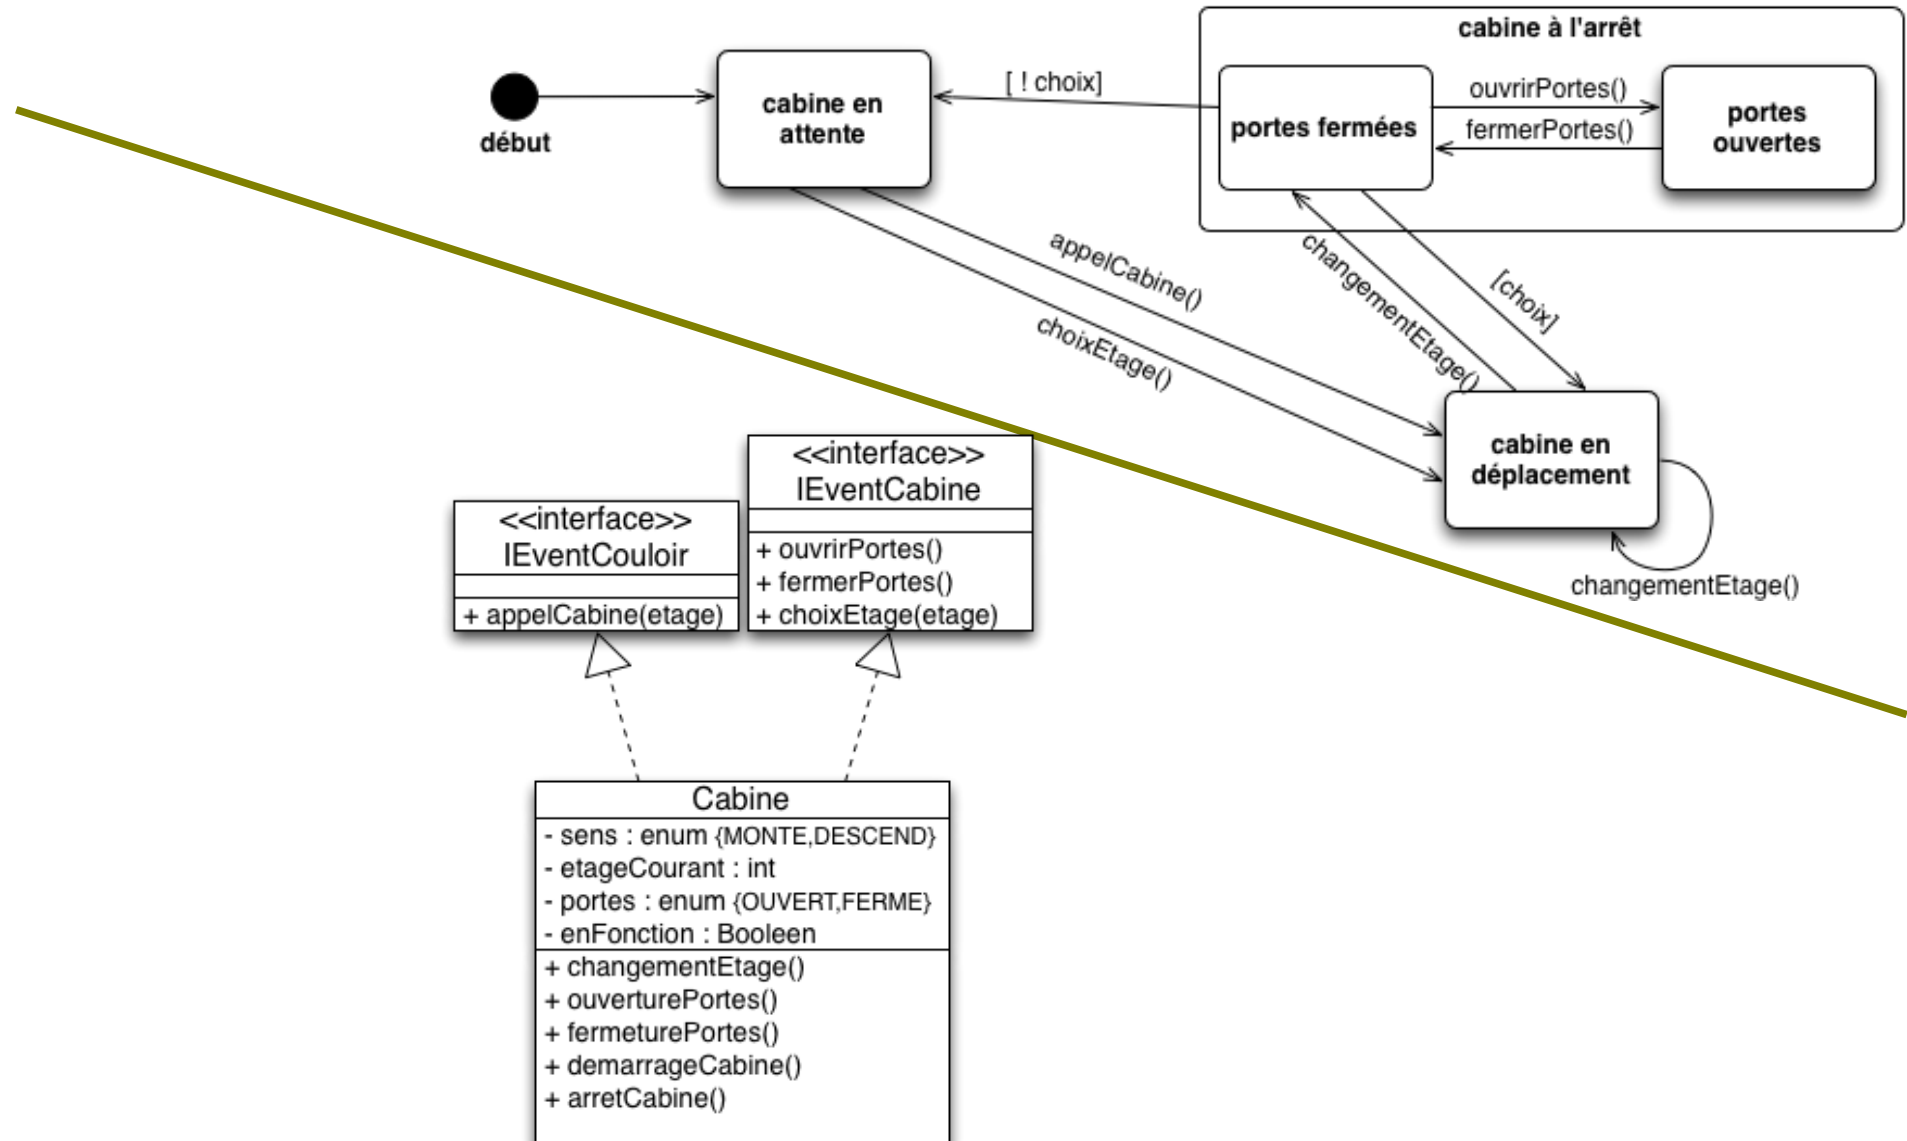 cabine à l'arrêt
début
cabine en
attente
[ ! choix]
portes fermées
ouvrirPortes()
fermerPortes()
portes
ouvertes
appelCabine()
choixEtage()
changementEtage()
[choix]
cabine en
déplacement
changementEtage()
<<interface>>
IEventCouloir
+ appelCabine(etage)
<<interface>>
IEventCabine
+ ouvrirPortes()
+ fermerPortes()
+ choixEtage(etage)
Cabine
- sens : enum {MONTE,DESCEND}
- etageCourant : int
- portes : enum {OUVERT,FERME}
- enFonction : Booleen
+ changementEtage()
+ ouverturePortes()
+ fermeturePortes()
+ demarrageCabine()
+ arretCabine()